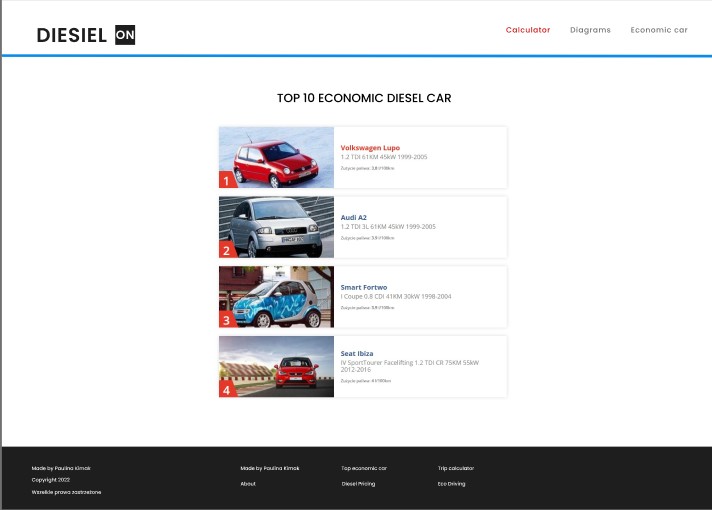 DIESIEL ON
Calculator Diagrams Economic car
TOP 10 ECONOMIC DIESEL CAR
1
Volkswagen Lupo
1.2 TDI 61KM 45kW 1999-2005
Zużycie paliwa: 3.8 l/100km
2
Audi A2
1.2 TDI 3L 61KM 45kW 1999-2005
Zużycie paliwa: 3.9 l/100km
3
Smart Fortwo
I Coupe 0.8 CDI 41KM 30kW 1998-2004
Zużycie paliwa: 3.9 l/100km
4
Seat Ibiza
IV SportTourer Facelifting 1.2 TDI CR 75KM 55kW
2012-2016
Zużycie paliwa: 4 l/100km
Made by Paulina Kimak
Copyright 2022
Wszelkie prawa zastrzeżone
Made by Paulina Kimak
About
Top economic car
Diesel Pricing
Trip calculator
Eco Driving